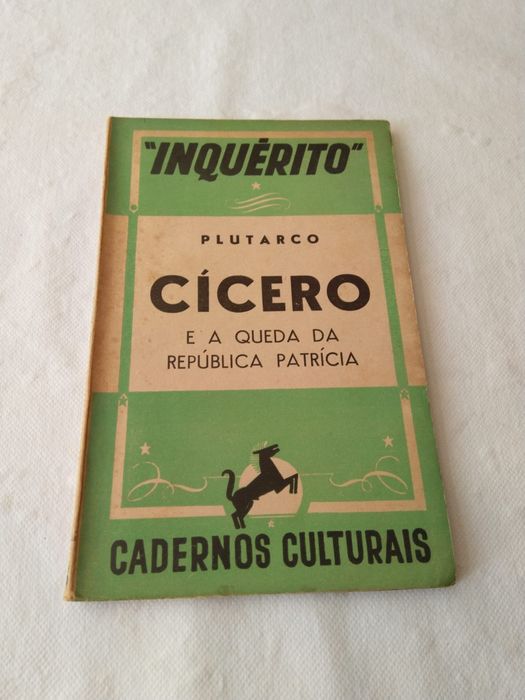 "INQUÉRITO"
PLUTARCO
CÍCERO
E A QUEDA DA
REPÚBLICA PATRÍCIA
CADERNOS CULTURAIS